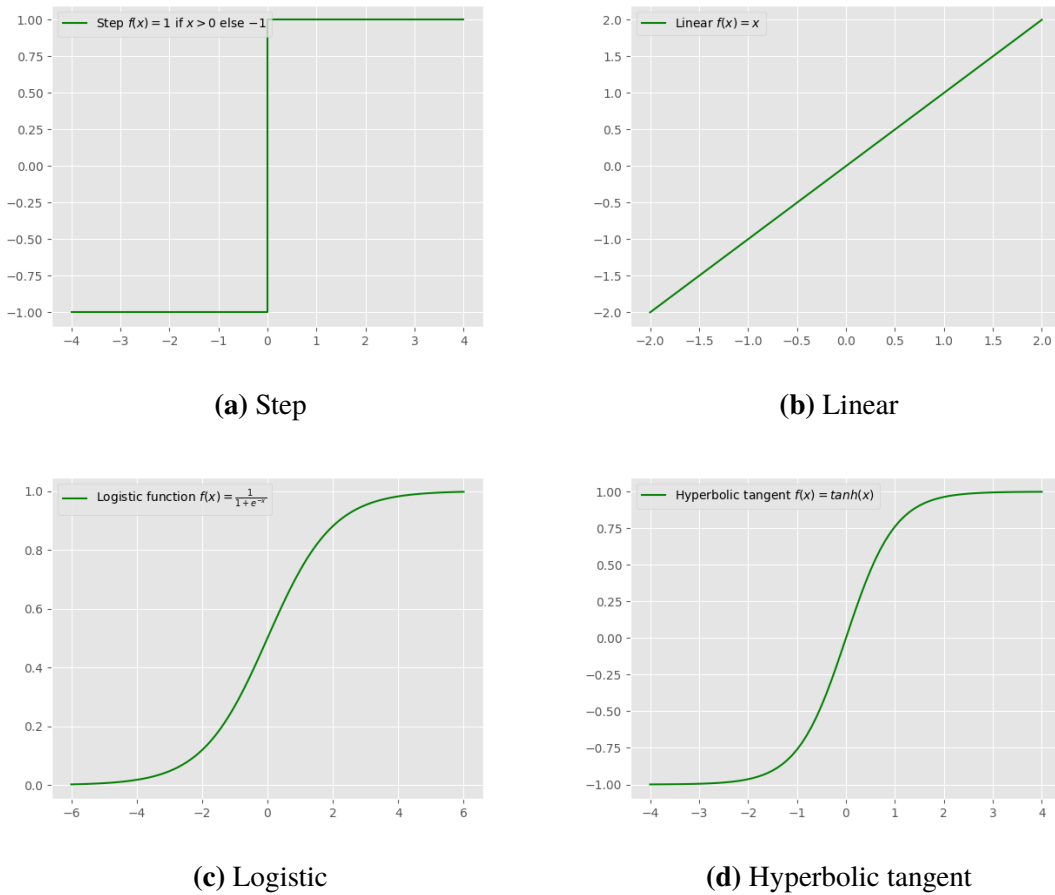 Step f(x) = 1 if x > 0 else −1
1.00
0.75
0.50
0.25
0.00
−0.25
−0.50
−0.75
−1.00
−4 −3 −2 −1 0 1 2 3 4
(a) Step
Linear f(x) = x
2.0
1.5
1.0
0.5
0.0
−0.5
−1.0
−1.5
−2.0
−2.0 −1.5 −1.0 −0.5 0.0 0.5 1.0 1.5 2.0
(b) Linear
Logistic function f(x) = 1/(1 + e^−x)
1.0
0.8
0.6
0.4
0.2
0.0
−6 −4 −2 0 2 4 6
(c) Logistic
Hyperbolic tangent f(x) = tanh(x)
1.00
0.75
0.50
0.25
0.00
−0.25
−0.50
−0.75
−1.00
−4 −3 −2 −1 0 1 2 3 4
(d) Hyperbolic tangent